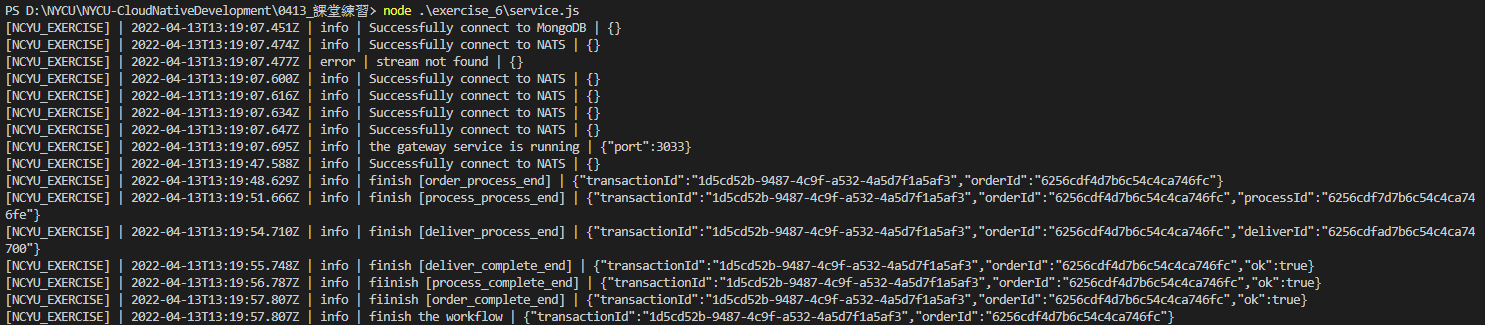 PS D:\NYCU\NYCU-CloudNativeDevelopment\0413_課堂練習> node .\exercise_6\service.js
[NCYU_EXERCISE] | 2022-04-13T13:19:07.451Z | info | Successfully connect to MongoDB | {}
[NCYU_EXERCISE] | 2022-04-13T13:19:07.474Z | info | Successfully connect to NATS | {}
[NCYU_EXERCISE] | 2022-04-13T13:19:07.477Z | error | stream not found | {}
[NCYU_EXERCISE] | 2022-04-13T13:19:07.600Z | info | Successfully connect to NATS | {}
[NCYU_EXERCISE] | 2022-04-13T13:19:07.616Z | info | Successfully connect to NATS | {}
[NCYU_EXERCISE] | 2022-04-13T13:19:07.634Z | info | Successfully connect to NATS | {}
[NCYU_EXERCISE] | 2022-04-13T13:19:07.647Z | info | Successfully connect to NATS | {}
[NCYU_EXERCISE] | 2022-04-13T13:19:07.695Z | info | the gateway service is running | {"port":3033}
[NCYU_EXERCISE] | 2022-04-13T13:19:47.588Z | info | Successfully connect to NATS | {}
[NCYU_EXERCISE] | 2022-04-13T13:19:48.629Z | info | finish [order_process_end] | {"transactionId":"1d5cd52b-9487-4c9f-a532-4a5d7f1a5af3","orderId":"6256cdf4d7b6c54c4ca746fc"}
[NCYU_EXERCISE] | 2022-04-13T13:19:51.666Z | info | finish [process_process_end] | {"transactionId":"1d5cd52b-9487-4c9f-a532-4a5d7f1a5af3","orderId":"6256cdf4d7b6c54c4ca746fc","processId":"6256cdf7d7b6c54c4ca74
6fe"}
[NCYU_EXERCISE] | 2022-04-13T13:19:54.710Z | info | finish [deliver_process_end] | {"transactionId":"1d5cd52b-9487-4c9f-a532-4a5d7f1a5af3","orderId":"6256cdf4d7b6c54c4ca746fc","deliverId":"6256cdfad7b6c54c4ca74
700"}
[NCYU_EXERCISE] | 2022-04-13T13:19:55.748Z | info | finish [deliver_complete_end] | {"transactionId":"1d5cd52b-9487-4c9f-a532-4a5d7f1a5af3","orderId":"6256cdf4d7b6c54c4ca746fc","ok":true}
[NCYU_EXERCISE] | 2022-04-13T13:19:56.787Z | info | fiinish [process_complete_end] | {"transactionId":"1d5cd52b-9487-4c9f-a532-4a5d7f1a5af3","orderId":"6256cdf4d7b6c54c4ca746fc","ok":true}
[NCYU_EXERCISE] | 2022-04-13T13:19:57.807Z | info | finish [order_complete_end] | {"transactionId":"1d5cd52b-9487-4c9f-a532-4a5d7f1a5af3","orderId":"6256cdf4d7b6c54c4ca746fc","ok":true}
[NCYU_EXERCISE] | 2022-04-13T13:19:57.807Z | info | finish the workflow | {"transactionId":"1d5cd52b-9487-4c9f-a532-4a5d7f1a5af3","orderId":"6256cdf4d7b6c54c4ca746fc"}